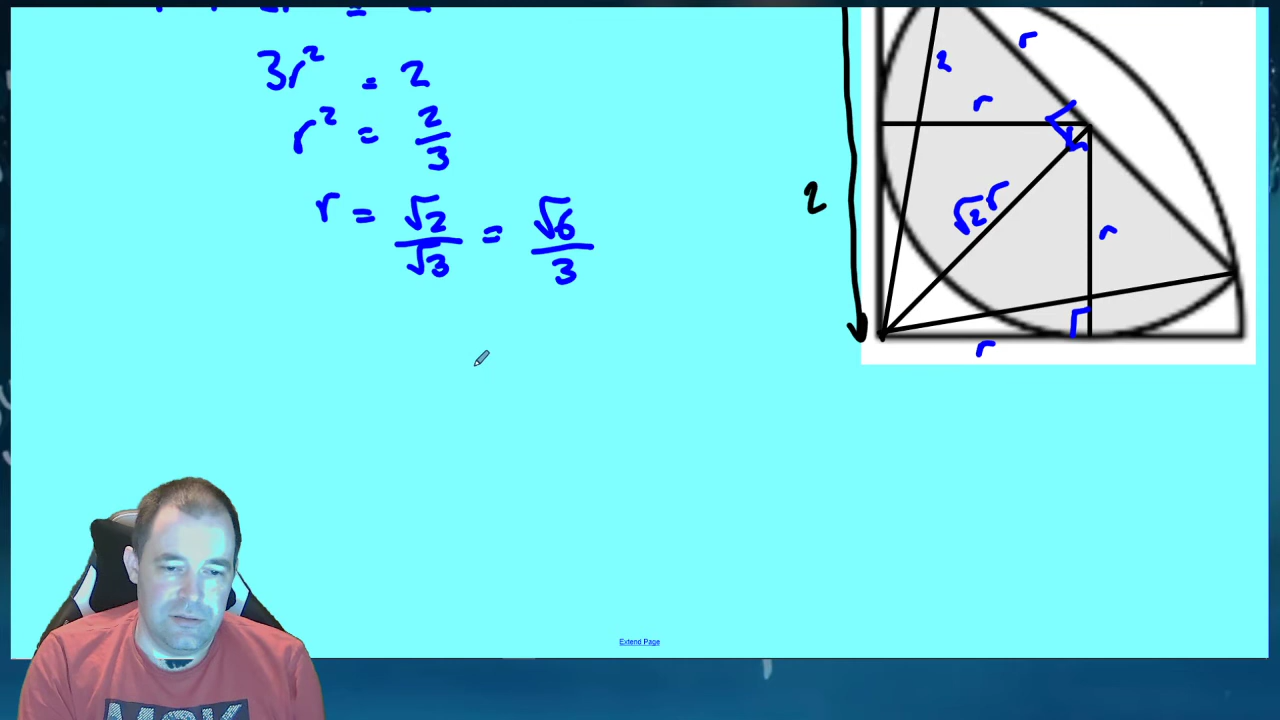 3r² = 2
r² = 2/3
r = √2/√3 = √6/3
2
r
2
r
√2 r
r
r
Extend Page